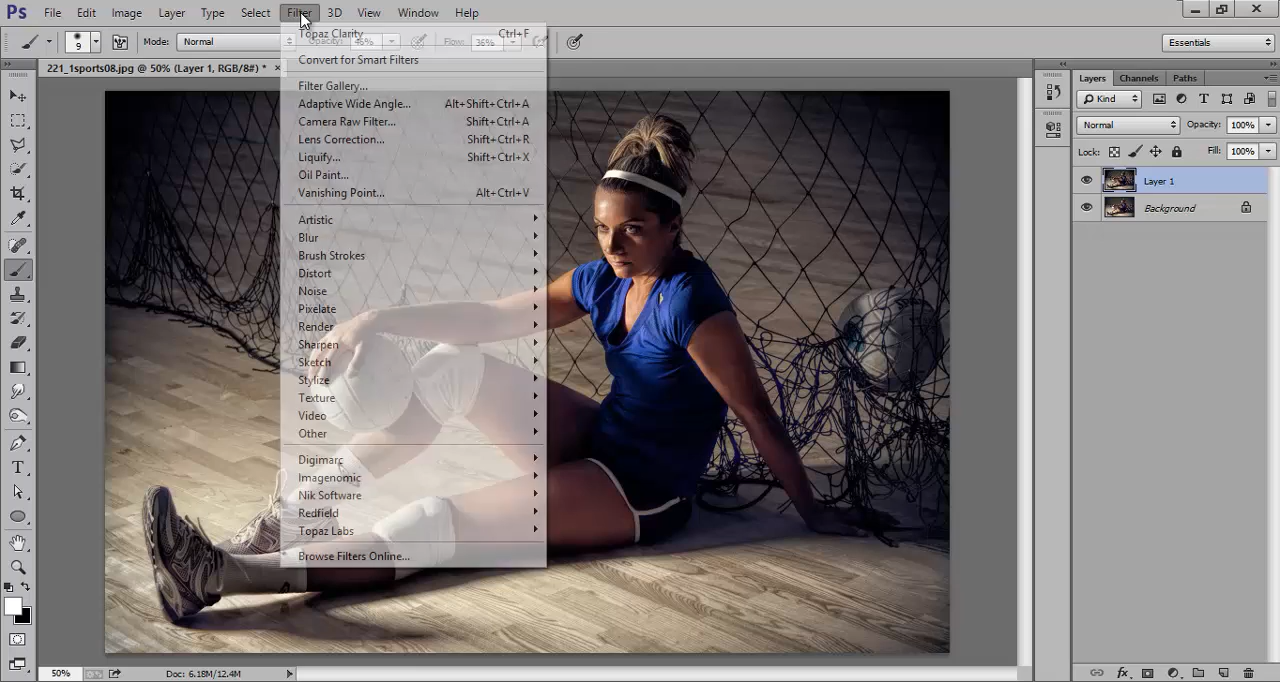 Ps File Edit Image Layer Type Select Filter 3D View Window Help
9 Mode: Normal Opacity: 46% Flow: 36% Essentials
221_1sports08.jpg @ 50% (Layer 1, RGB/8#) * ×
Topaz Clarity Ctrl+F
Convert for Smart Filters
Filter Gallery...
Adaptive Wide Angle... Alt+Shift+Ctrl+A
Camera Raw Filter... Shift+Ctrl+A
Lens Correction... Shift+Ctrl+R
Liquify... Shift+Ctrl+X
Oil Paint...
Vanishing Point... Alt+Ctrl+V
Artistic
Blur
Brush Strokes
Distort
Noise
Pixelate
Render
Sharpen
Sketch
Stylize
Texture
Video
Other
Digimarc
Imagenomic
Nik Software
Redfield
Topaz Labs
Browse Filters Online...
Layers Channels Paths
Kind
Normal Opacity: 100%
Lock: Fill: 100%
Layer 1
Background
50% Doc: 6.18M/12.4M